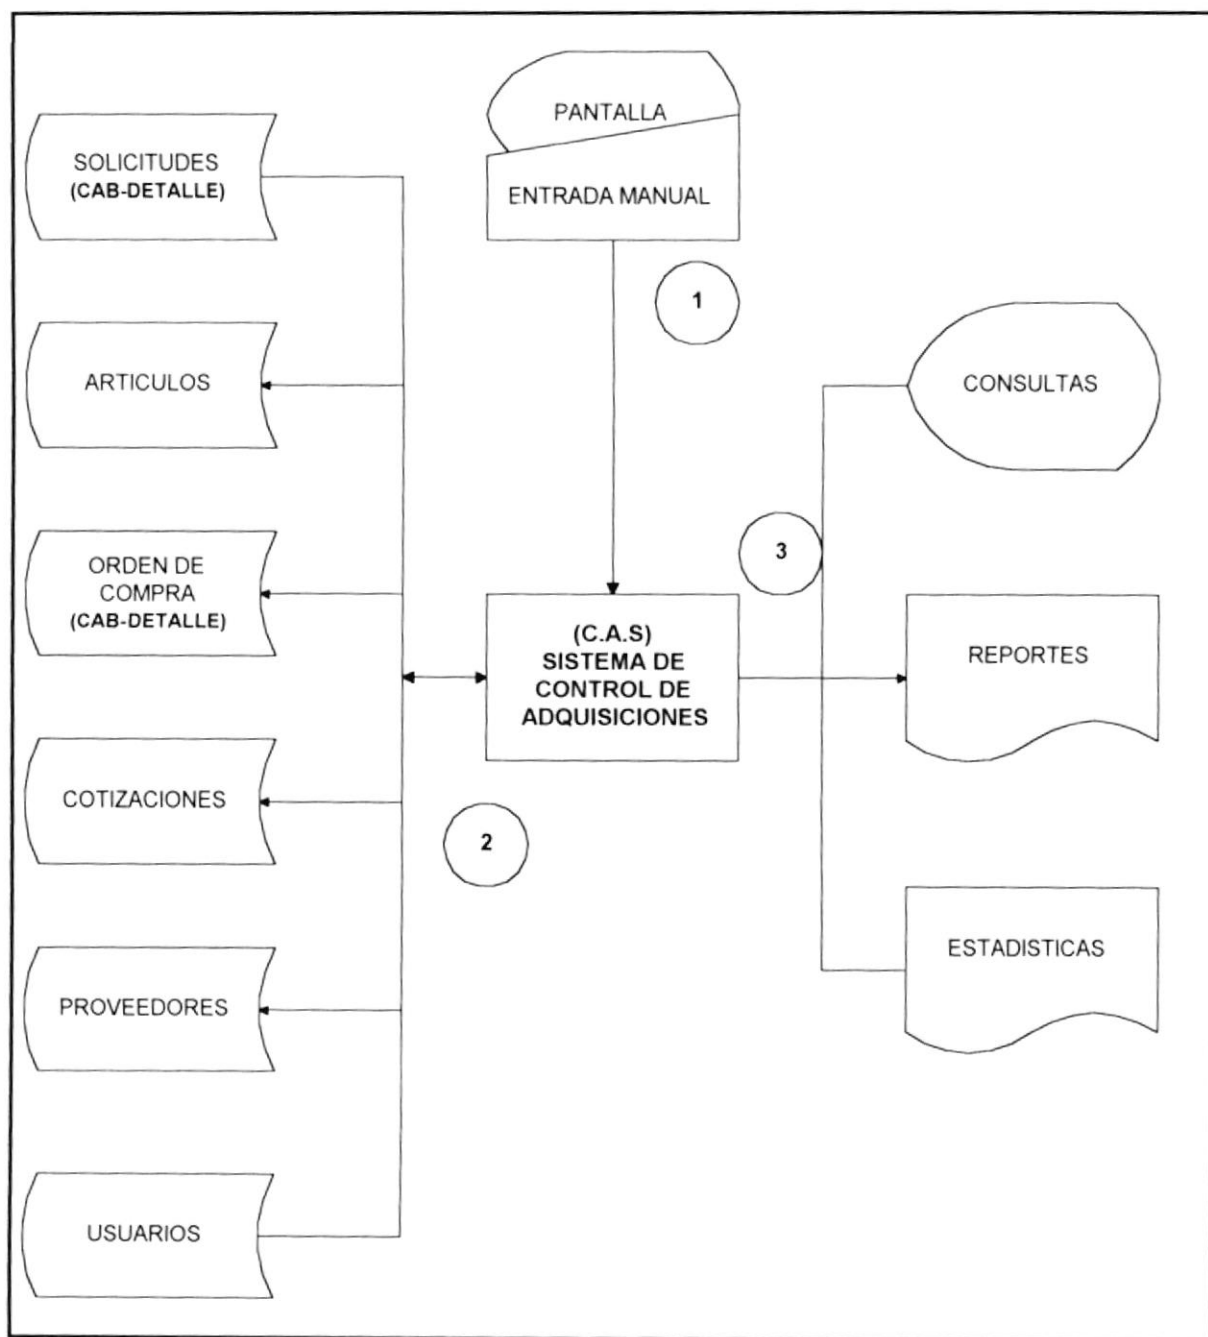 PANTALLA
ENTRADA MANUAL
1
SOLICITUDES
(CAB-DETALLE)
ARTICULOS
ORDEN DE
COMPRA
(CAB-DETALLE)
COTIZACIONES
PROVEEDORES
USUARIOS
2
(C.A.S)
SISTEMA DE
CONTROL DE
ADQUISICIONES
3
CONSULTAS
REPORTES
ESTADISTICAS